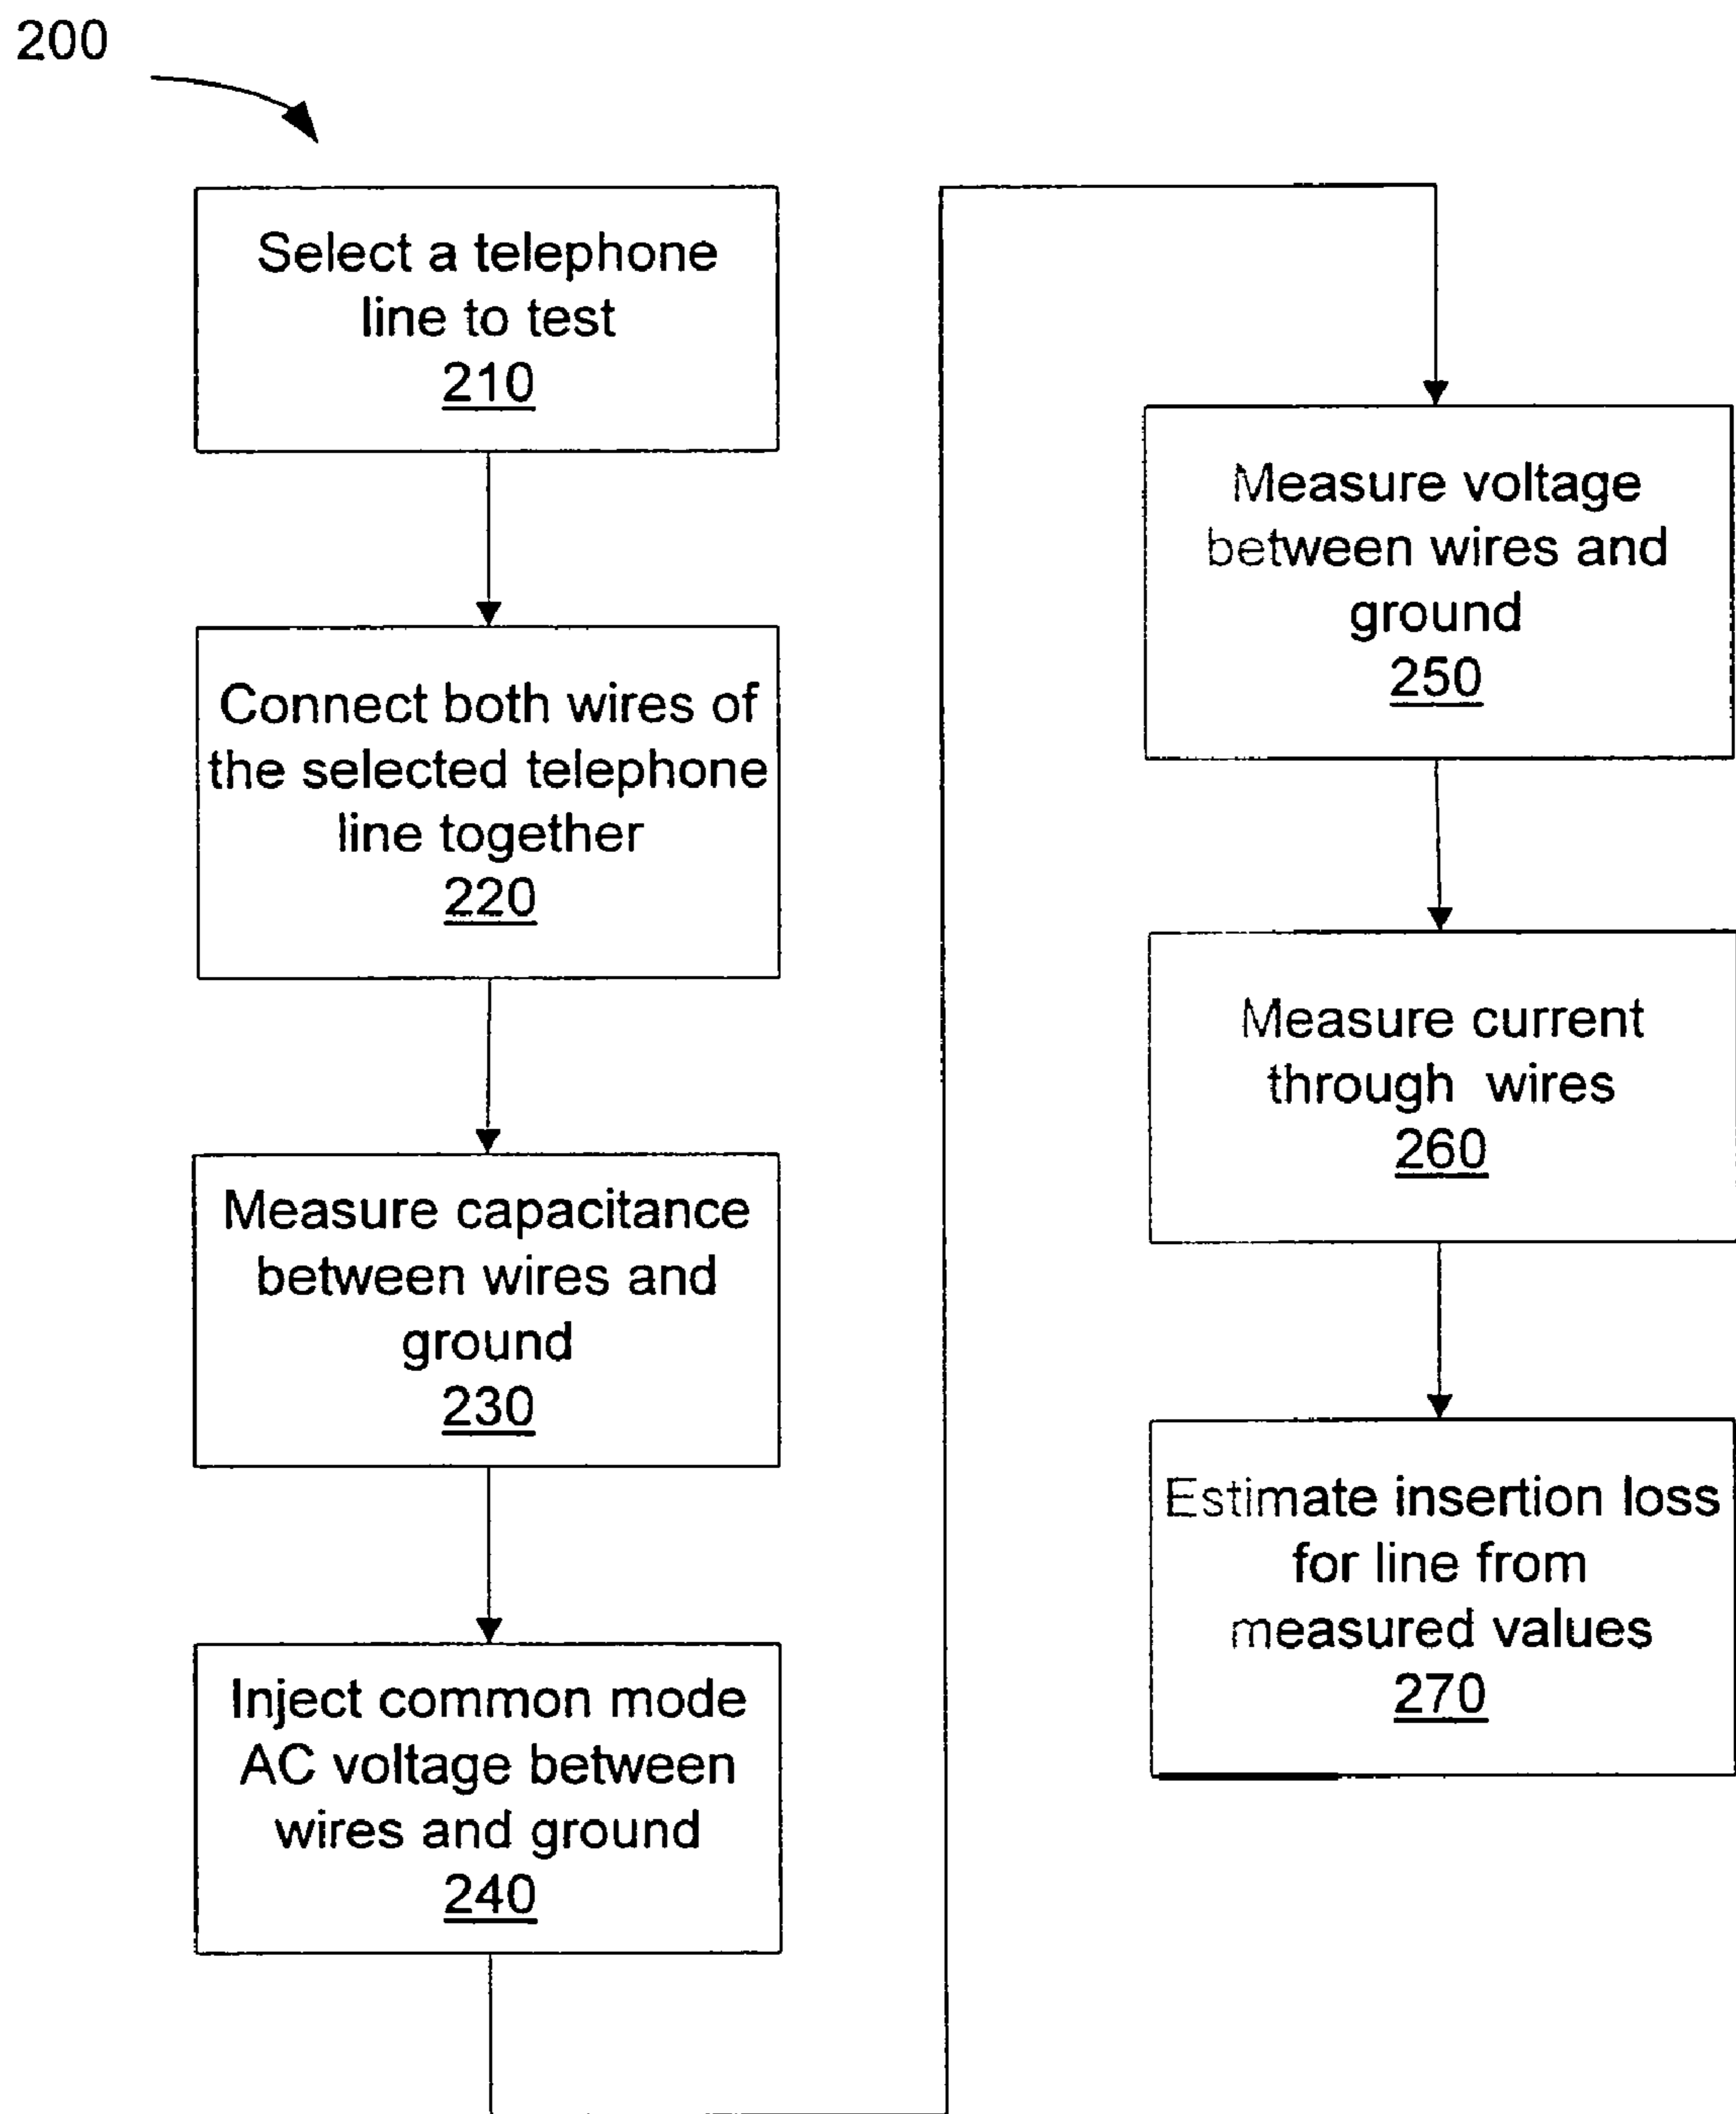 200
Select a telephone
line to test
210
Connect both wires of
the selected telephone
line together
220
Measure capacitance
between wires and
ground
230
Inject common mode
AC voltage between
wires and ground
240
Measure voltage
between wires and
ground
250
Measure current
through wires
260
Estimate insertion loss
for line from
measured values
270